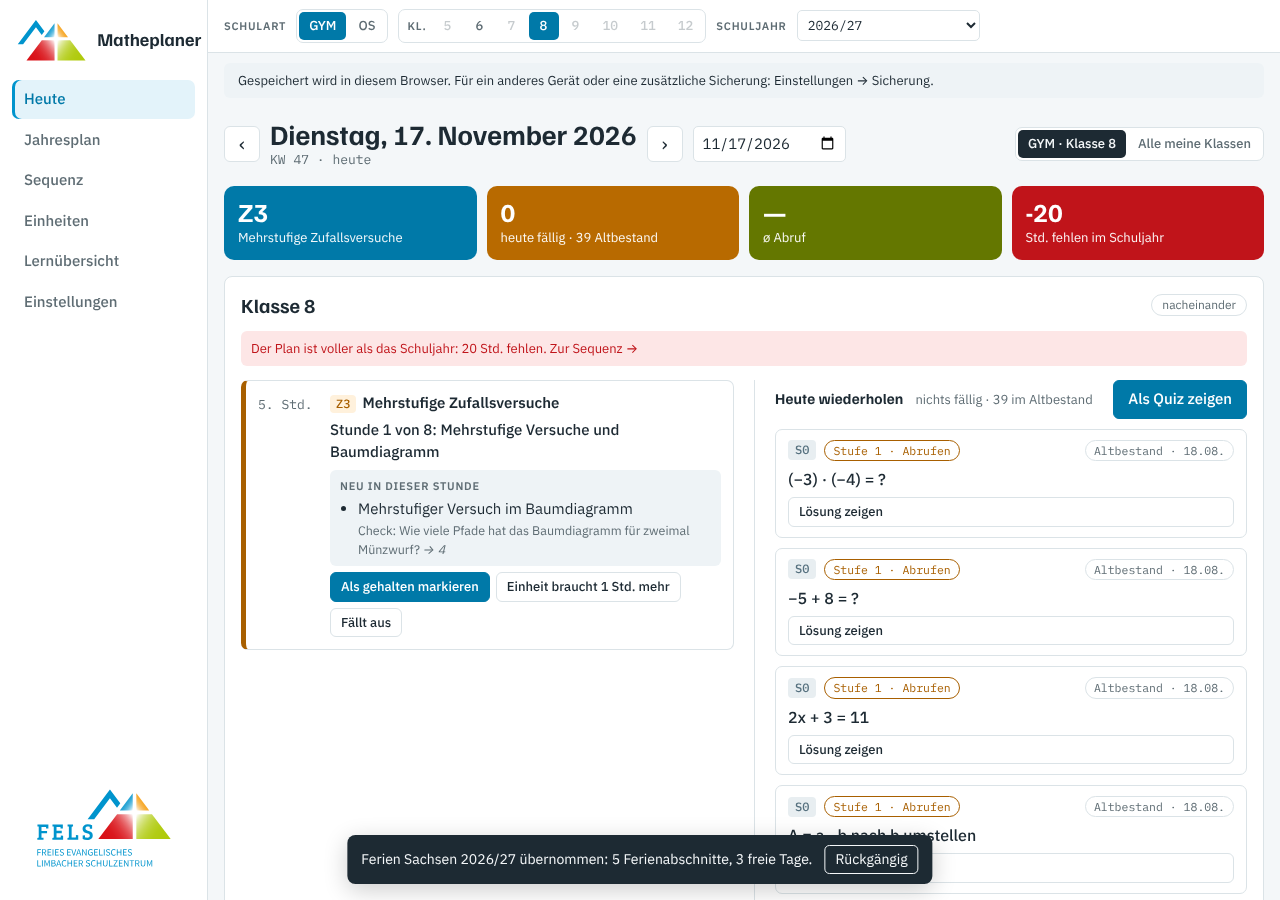 Matheplaner
SCHULART GYM OS KL. 5 6 7 8 9 10 11 12 SCHULJAHR 2026/27
Heute
Jahresplan
Sequenz
Einheiten
Lernübersicht
Einstellungen
FELS
FREIES EVANGELISCHES
LIMBACHER SCHULZENTRUM
Gespeichert wird in diesem Browser. Für ein anderes Gerät oder eine zusätzliche Sicherung: Einstellungen → Sicherung.
‹ Dienstag, 17. November 2026 › 11/17/2026 GYM · Klasse 8 Alle meine Klassen
KW 47 · heute
Z3
Mehrstufige Zufallsversuche
0
heute fällig · 39 Altbestand
—
ø Abruf
-20
Std. fehlen im Schuljahr
Klasse 8 nacheinander
Der Plan ist voller als das Schuljahr: 20 Std. fehlen. Zur Sequenz →
5. Std. Z3 Mehrstufige Zufallsversuche
Stunde 1 von 8: Mehrstufige Versuche und
Baumdiagramm
NEU IN DIESER STUNDE
• Mehrstufiger Versuch im Baumdiagramm
Check: Wie viele Pfade hat das Baumdiagramm für zweimal
Münzwurf? → 4
Als gehalten markieren Einheit braucht 1 Std. mehr
Fällt aus
Heute wiederholen nichts fällig · 39 im Altbestand Als Quiz zeigen
S0 Stufe 1 · Abrufen Altbestand · 18.08.
(−3) · (−4) = ?
Lösung zeigen
S0 Stufe 1 · Abrufen Altbestand · 18.08.
−5 + 8 = ?
Lösung zeigen
S0 Stufe 1 · Abrufen Altbestand · 18.08.
2x + 3 = 11
Lösung zeigen
S0 Stufe 1 · Abrufen Altbestand · 18.08.
A = a · b nach b umstellen
Ferien Sachsen 2026/27 übernommen: 5 Ferienabschnitte, 3 freie Tage. Rückgängig